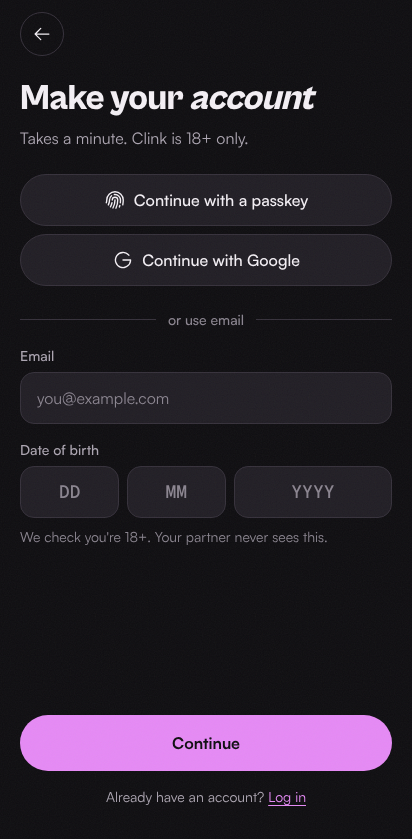 Make your account
Takes a minute. Clink is 18+ only.
Continue with a passkey
Continue with Google
or use email
Email
you@example.com
Date of birth
DD MM YYYY
We check you're 18+. Your partner never sees this.
Continue
Already have an account? Log in